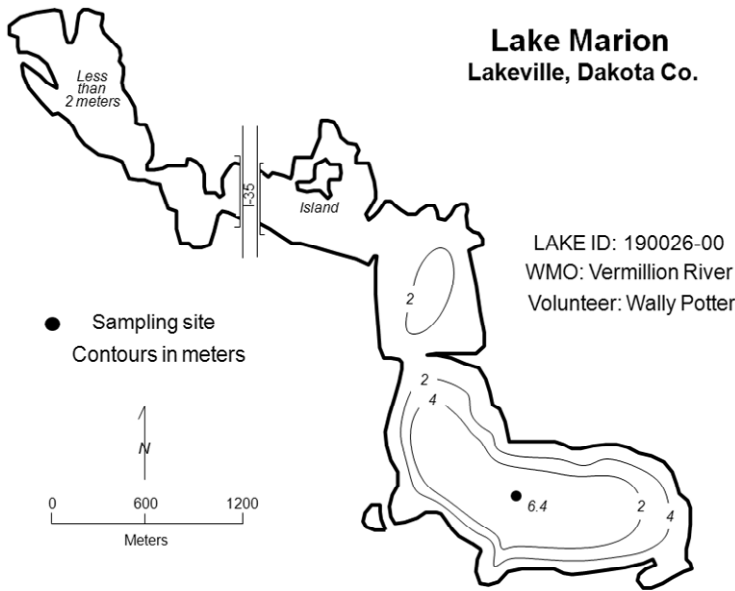 Lake Marion
Lakeville, Dakota Co.
Less
than
2 meters
I-35
Island
LAKE ID: 190026-00
WMO: Vermillion River
Volunteer: Wally Potter
2
Sampling site
Contours in meters
2
4
N
6.4
2
4
0 600 1200
Meters